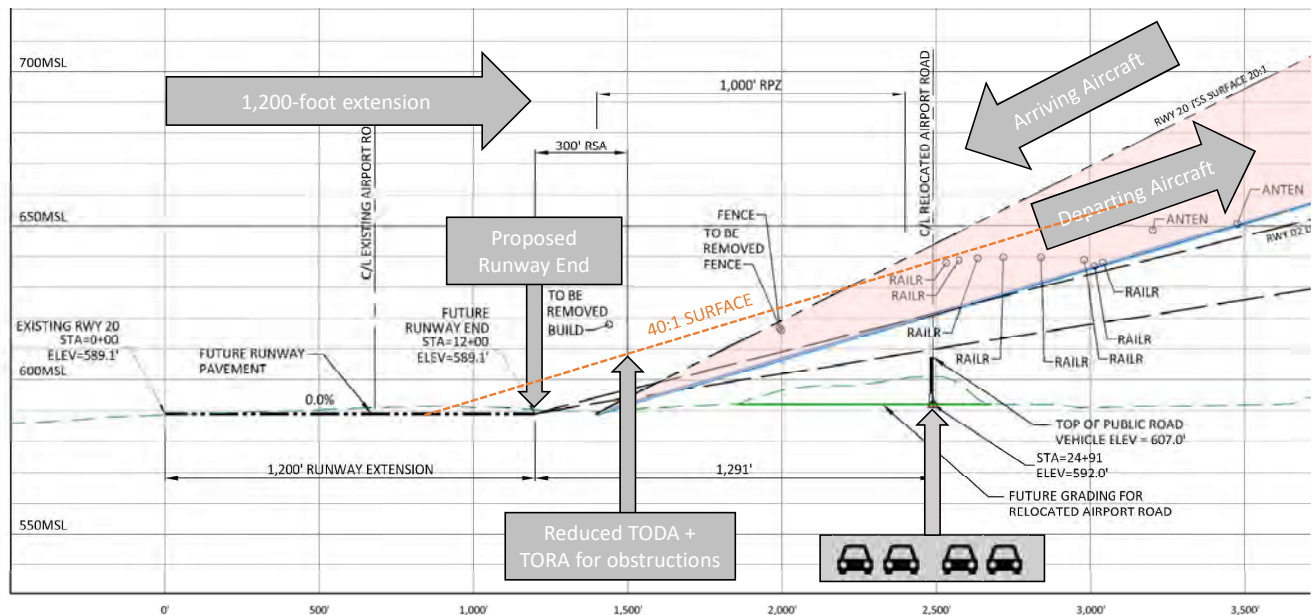 700MSL
1,200-foot extension
1,000' RPZ
300' RSA
C/L EXISTING AIRPORT RO
C/L RELOCATED AIRPORT ROAD
Arriving Aircraft
RWY 20 TSS SURFACE 20:1
Departing Aircraft
ANTEN
ANTEN
650MSL
FENCE
TO BE
REMOVED
FENCE
Proposed
Runway End
TO BE
REMOVED
BUILD
RAILR
RAILR
RAILR
RAILR
RAILR
RAILR
RAILR
RAILR
40:1 SURFACE
EXISTING RWY 20
STA=0+00
ELEV=589.1'
FUTURE RUNWAY
PAVEMENT
FUTURE
RUNWAY END
STA=12+00
ELEV=589.1'
600MSL
0.0%
TOP OF PUBLIC ROAD
VEHICLE ELEV = 607.0'
STA=24+91
ELEV=592.0'
FUTURE GRADING FOR
RELOCATED AIRPORT ROAD
1,200' RUNWAY EXTENSION
1,291'
550MSL
Reduced TODA +
TORA for obstructions
0'
500'
1,000'
1,500'
2,000'
2,500'
3,000'
3,500'